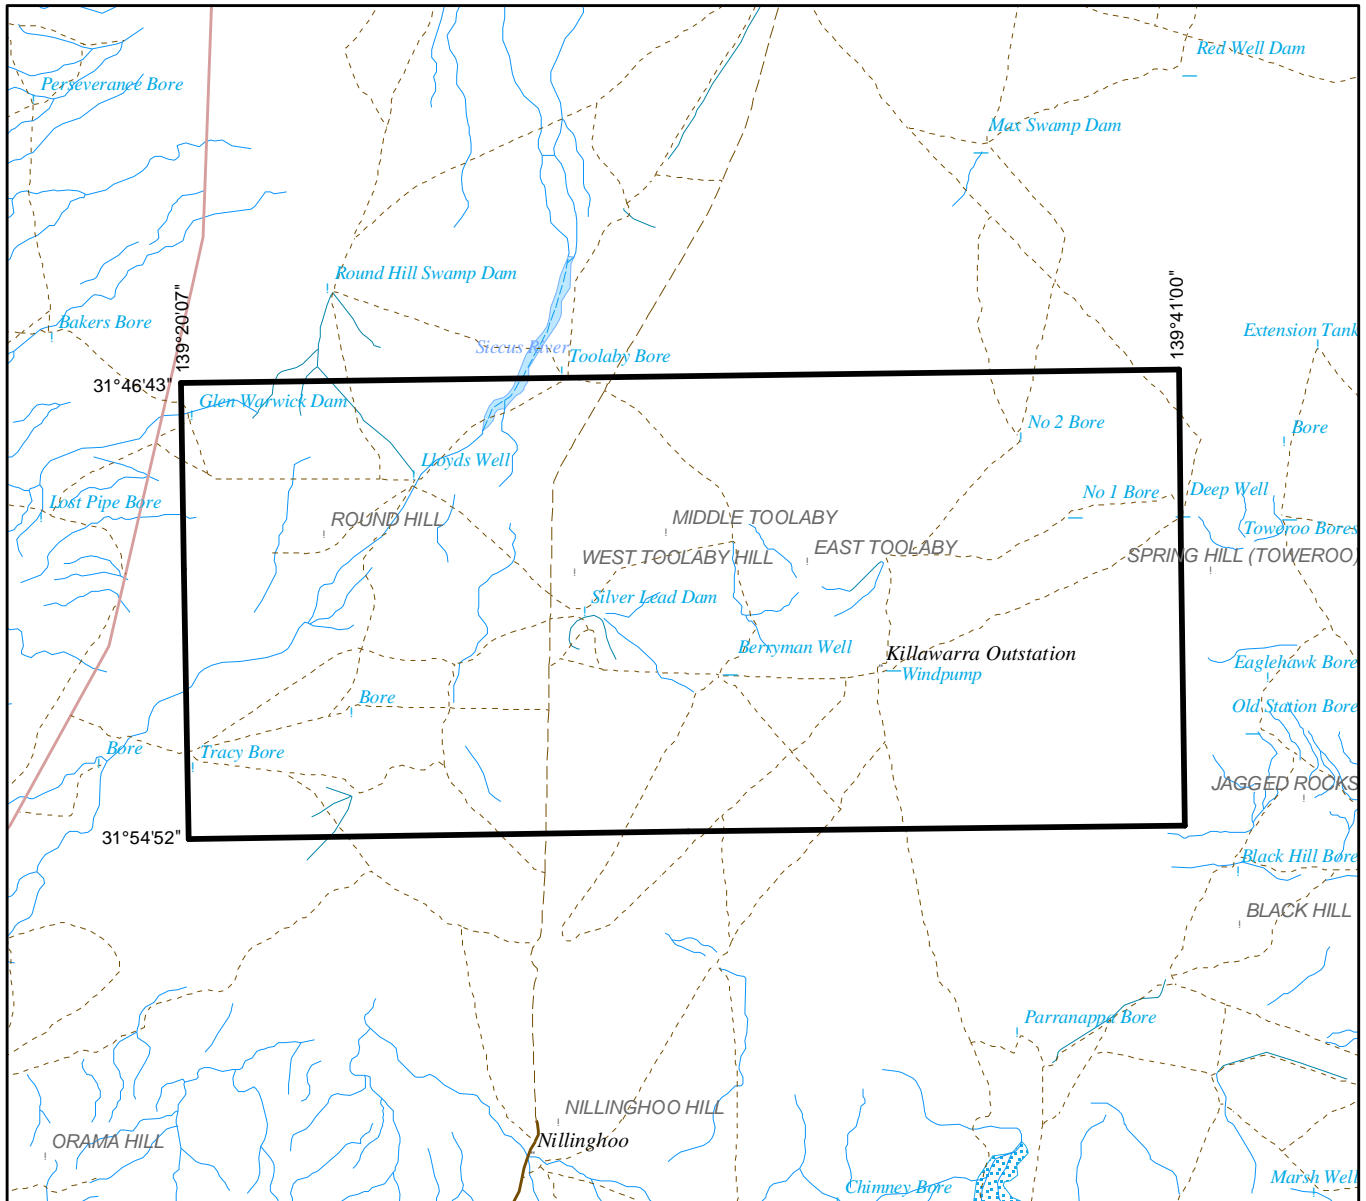 Red Well Dam
Perseverance Bore
Max Swamp Dam
Round Hill Swamp Dam
139°20'07"
139°41'00"
Bakers Bore
Extension Tank
Siccus River
Toolaby Bore
31°46'43"
Glen Warwick Dam
No 2 Bore
Bore
Lloyds Well
No 1 Bore
Deep Well
Lost Pipe Bore
ROUND HILL
MIDDLE TOOLABY
Toweroo Bores
EAST TOOLABY
WEST TOOLABY HILL
SPRING HILL (TOWEROO)
Silver Lead Dam
Berryman Well
Killawarra Outstation
Eaglehawk Bore
Windpump
Bore
Old Station Bore
Bore
Tracy Bore
JAGGED ROCKS
31°54'52"
Black Hill Bore
BLACK HILL
Parranappa Bore
NILLINGHOO HILL
ORAMA HILL
Nillinghoo
Marsh Well
Chimney Bore